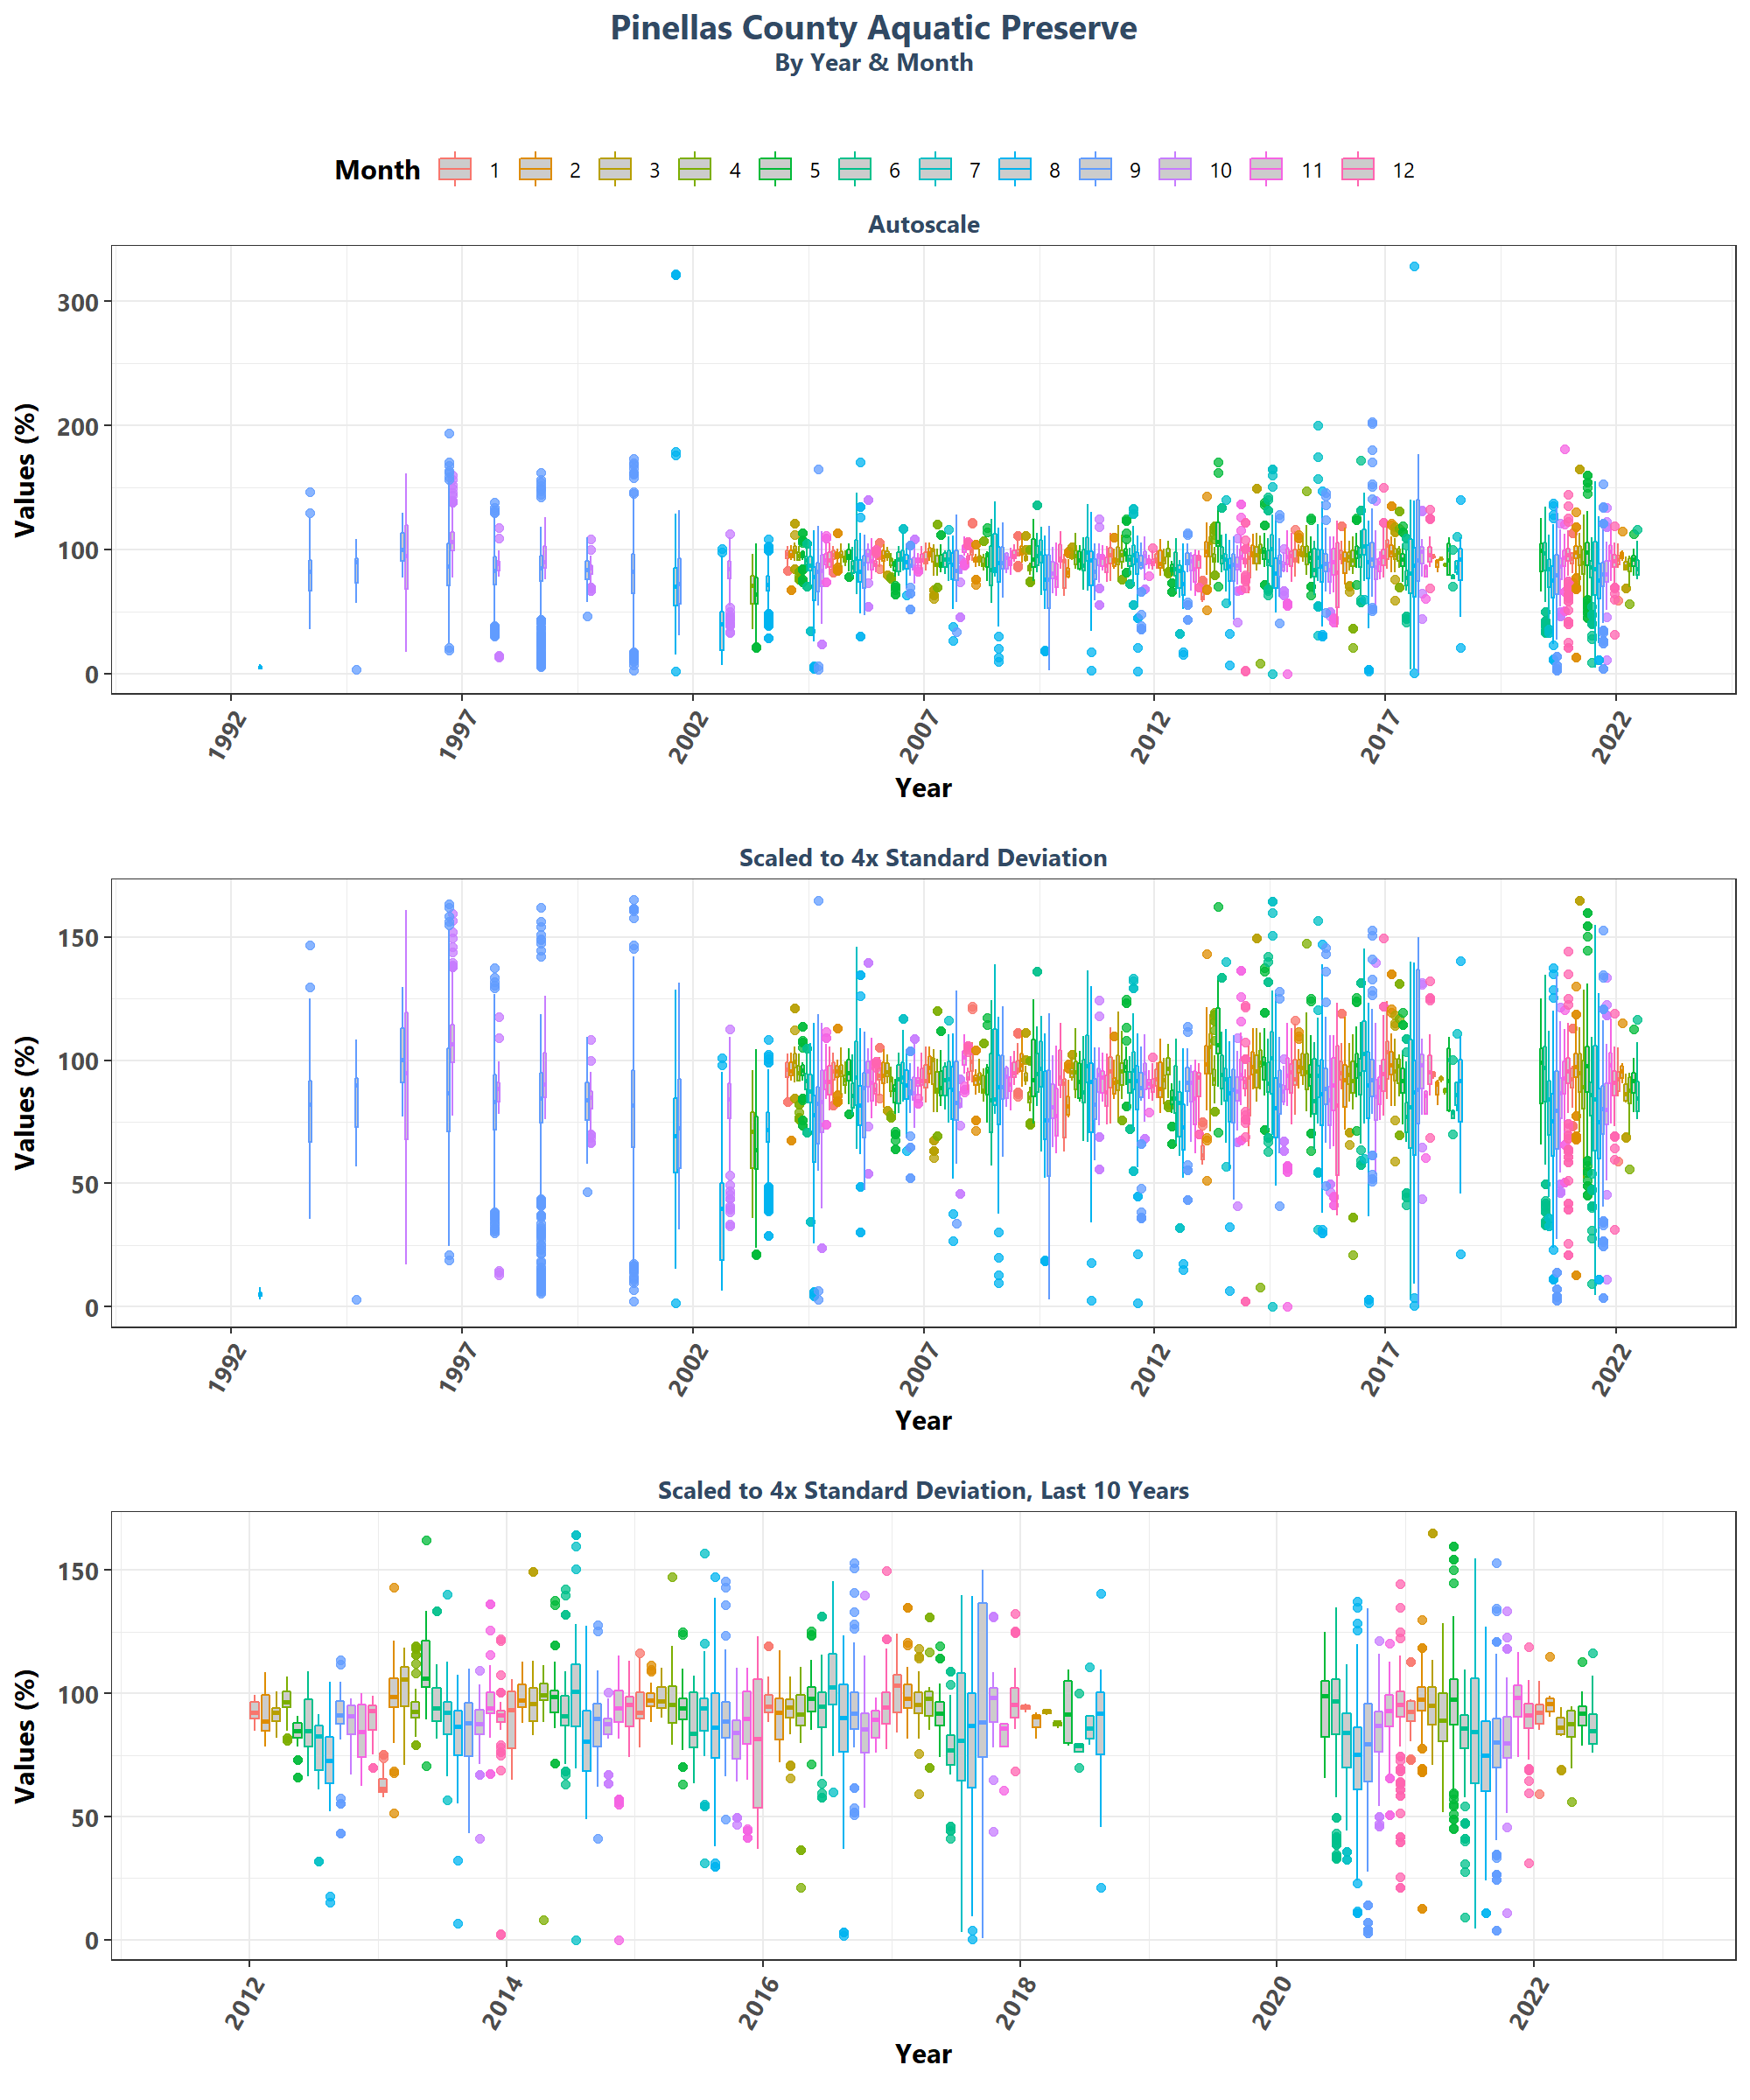 Pinellas County Aquatic Preserve
By Year & Month
Month 1 2 3 4 5 6 7 8 9 10 11 12
Autoscale
Values (%)
300
200
100
0
1992 1997 2002 2007 2012 2017 2022
Year
Scaled to 4x Standard Deviation
Values (%)
150
100
50
0
1992 1997 2002 2007 2012 2017 2022
Year
Scaled to 4x Standard Deviation, Last 10 Years
Values (%)
150
100
50
0
2012 2014 2016 2018 2020 2022
Year